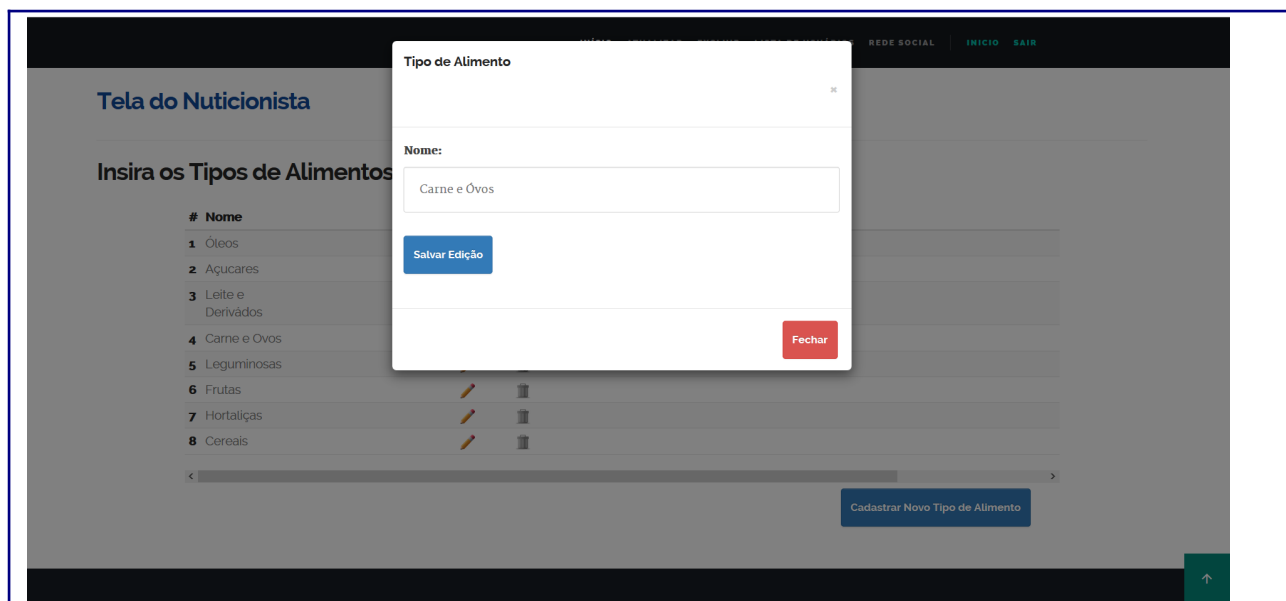 REDE SOCIAL INICIO SAIR
Tipo de Alimento
×
Tela do Nuticionista
Nome:
Insira os Tipos de Alimentos
Carne e Óvos
# Nome
1 Óleos
Salvar Edição
2 Açucares
3 Leite e
Derivádos
4 Carne e Ovos
Fechar
5 Leguminosas
6 Frutas
7 Hortaliças
8 Cereais
Cadastrar Novo Tipo de Alimento